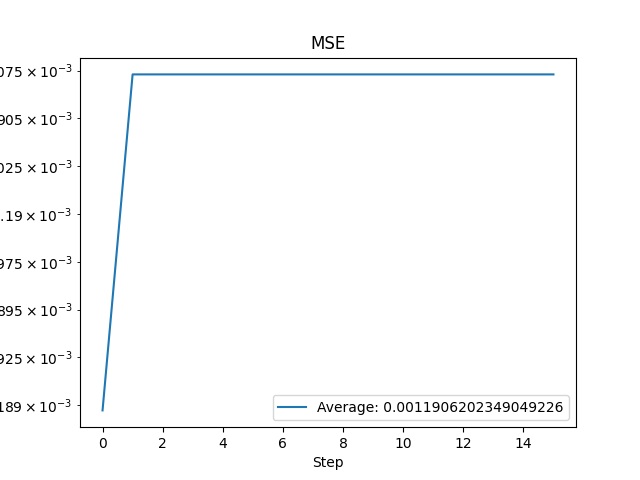 MSE
075 × 10⁻³
905 × 10⁻³
025 × 10⁻³
.19 × 10⁻³
975 × 10⁻³
895 × 10⁻³
925 × 10⁻³
189 × 10⁻³
Average: 0.0011906202349049226
0 2 4 6 8 10 12 14
Step